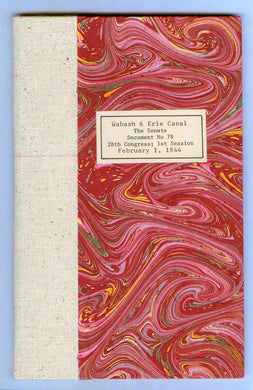 Wabash & Erie Canal
The Senate
Document No 78
28th Congress; 1st Session
February 1, 1844